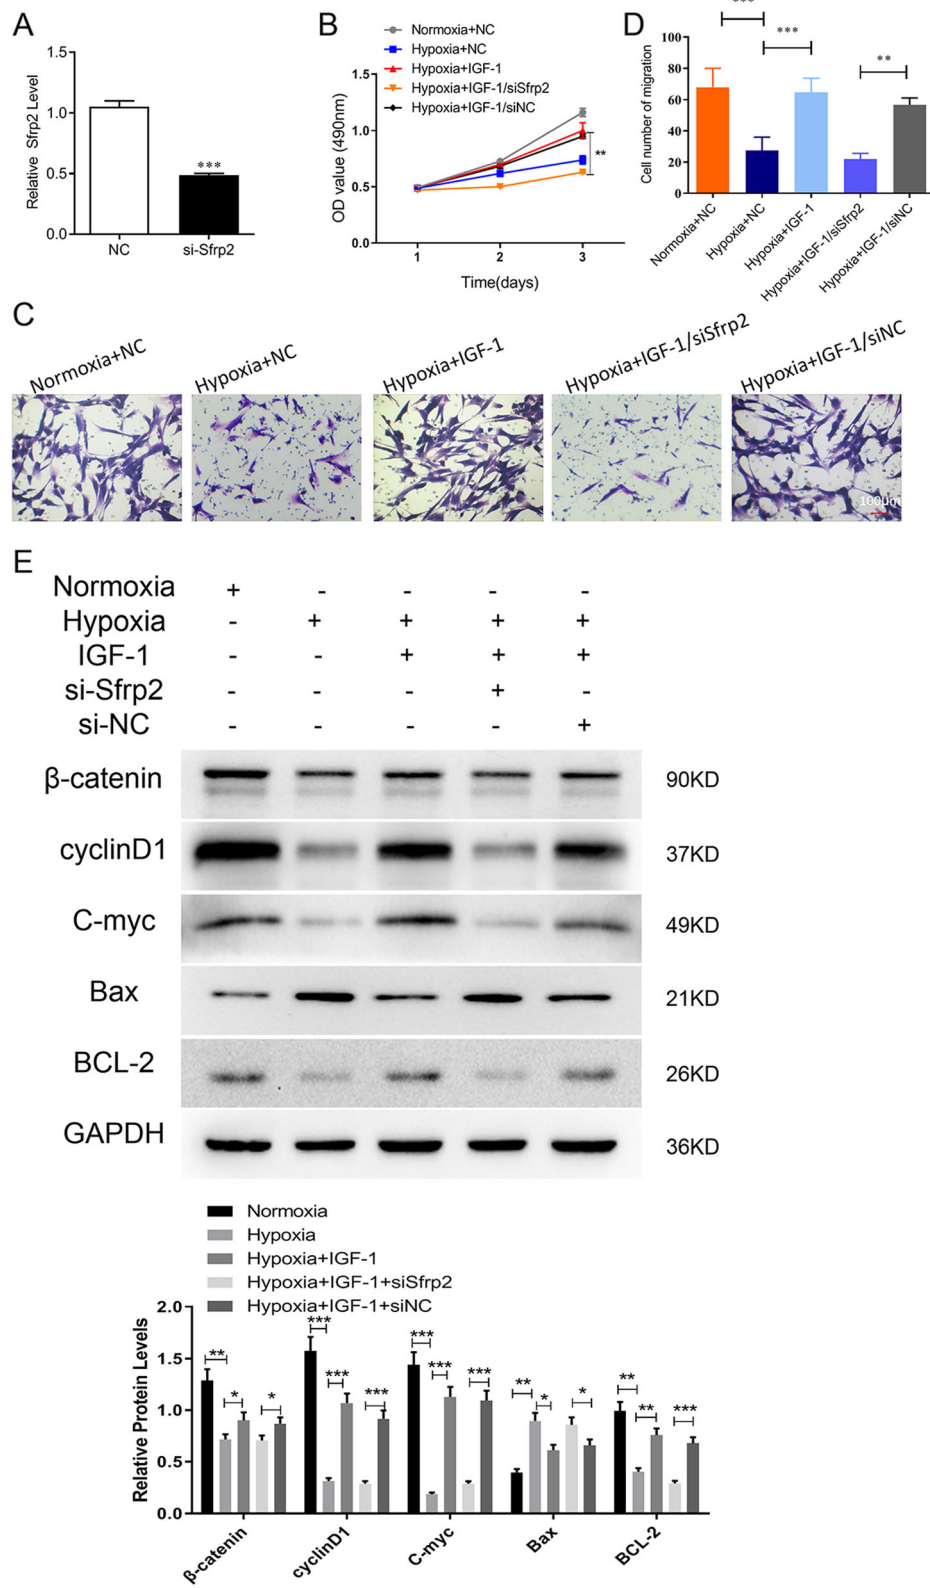 A
Relative Sfrp2 Level
1.5
1.0
0.5
0.0
***
NC
si-Sfrp2
B
Normoxia+NC
Hypoxia+NC
Hypoxia+IGF-1
Hypoxia+IGF-1/siSfrp2
Hypoxia+IGF-1/siNC
OD value (490nm)
1.5
1.0
0.5
0.0
**
1 2 3
Time(days)
D
***
***
**
Cell number of migration
100
80
60
40
20
0
Normoxia+NC
Hypoxia+NC
Hypoxia+IGF-1
Hypoxia+IGF-1/siSfrp2
Hypoxia+IGF-1/siNC
C
Normoxia+NC
Hypoxia+NC
Hypoxia+IGF-1
Hypoxia+IGF-1/siSfrp2
Hypoxia+IGF-1/siNC
100um
E
Normoxia + - - - -
Hypoxia - + + + +
IGF-1 - - + + +
si-Sfrp2 - - - + -
si-NC - - - - +
β-catenin 90KD
cyclinD1 37KD
C-myc 49KD
Bax 21KD
BCL-2 26KD
GAPDH 36KD
Normoxia
Hypoxia
Hypoxia+IGF-1
Hypoxia+IGF-1+siSfrp2
Hypoxia+IGF-1+siNC
Relative Protein Levels
2.0
1.5
1.0
0.5
0.0
** * *
*** *** ***
*** *** ***
** * *
** ** ***
β-catenin
cyclinD1
C-myc
Bax
BCL-2